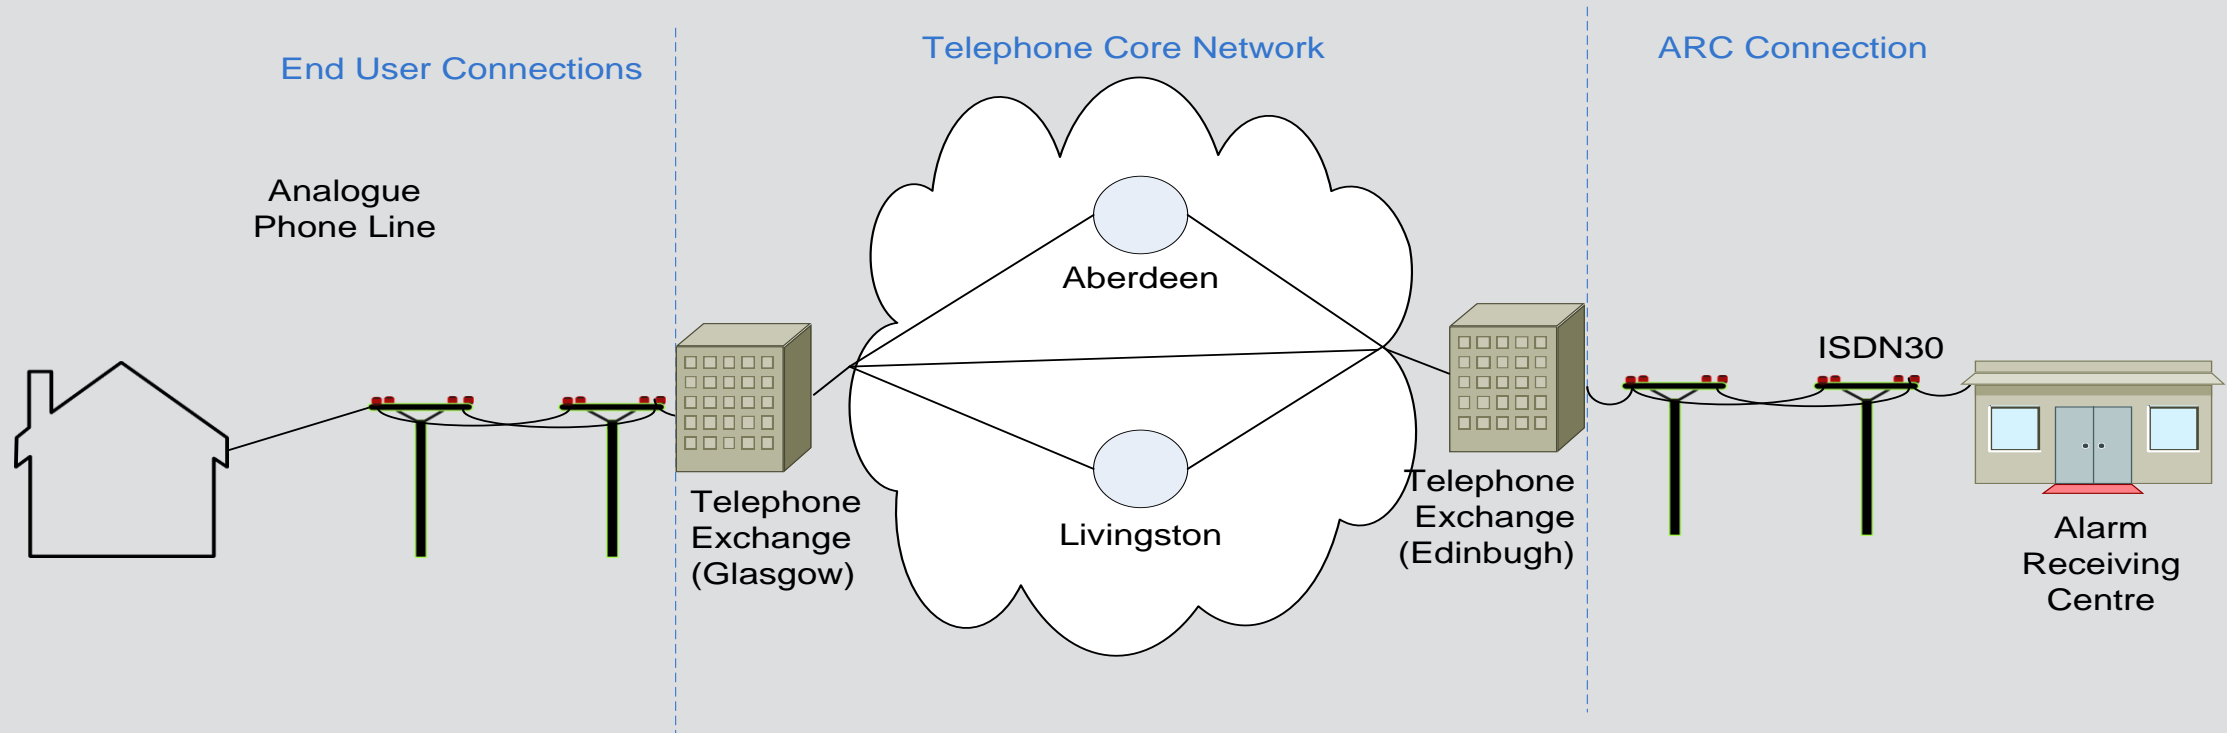 End User Connections
Telephone Core Network
ARC Connection
Analogue
Phone Line
Aberdeen
ISDN30
Telephone
Exchange
(Glasgow)
Livingston
Telephone
Exchange
(Edinbugh)
Alarm
Receiving
Centre